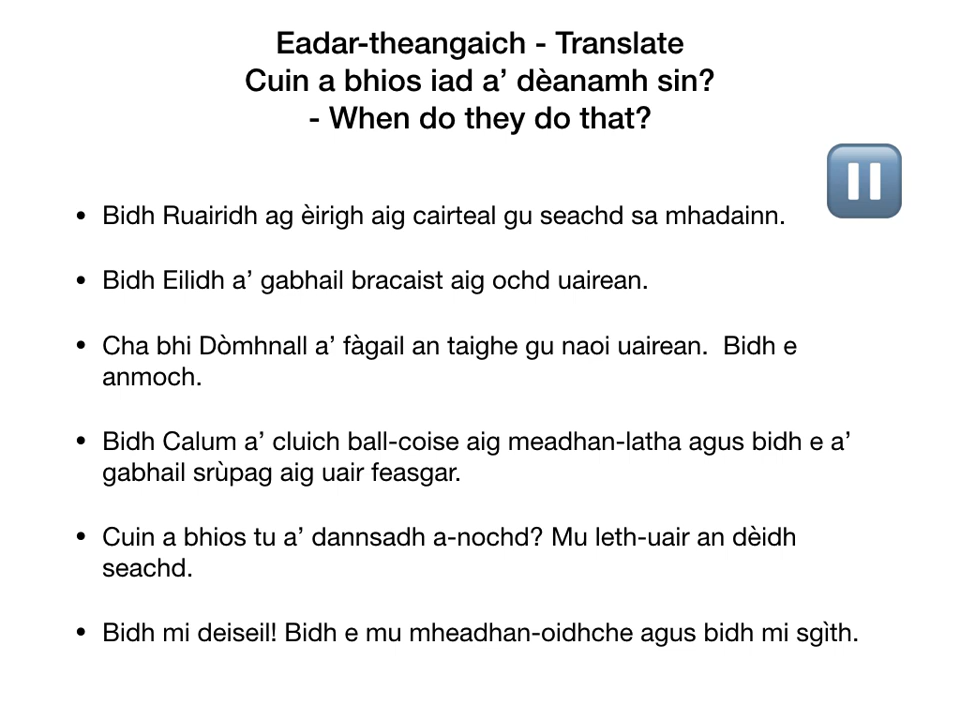 Eadar-theangaich - Translate
Cuin a bhios iad a’ dèanamh sin?
- When do they do that?
• Bidh Ruairidh ag èirigh aig cairteal gu seachd sa mhadainn.
• Bidh Eilidh a’ gabhail bracaist aig ochd uairean.
• Cha bhi Dòmhnall a’ fàgail an taighe gu naoi uairean.  Bidh e
anmoch.
• Bidh Calum a’ cluich ball-coise aig meadhan-latha agus bidh e a’
gabhail srùpag aig uair feasgar.
• Cuin a bhios tu a’ dannsadh a-nochd? Mu leth-uair an dèidh
seachd.
• Bidh mi deiseil! Bidh e mu mheadhan-oidhche agus bidh mi sgìth.